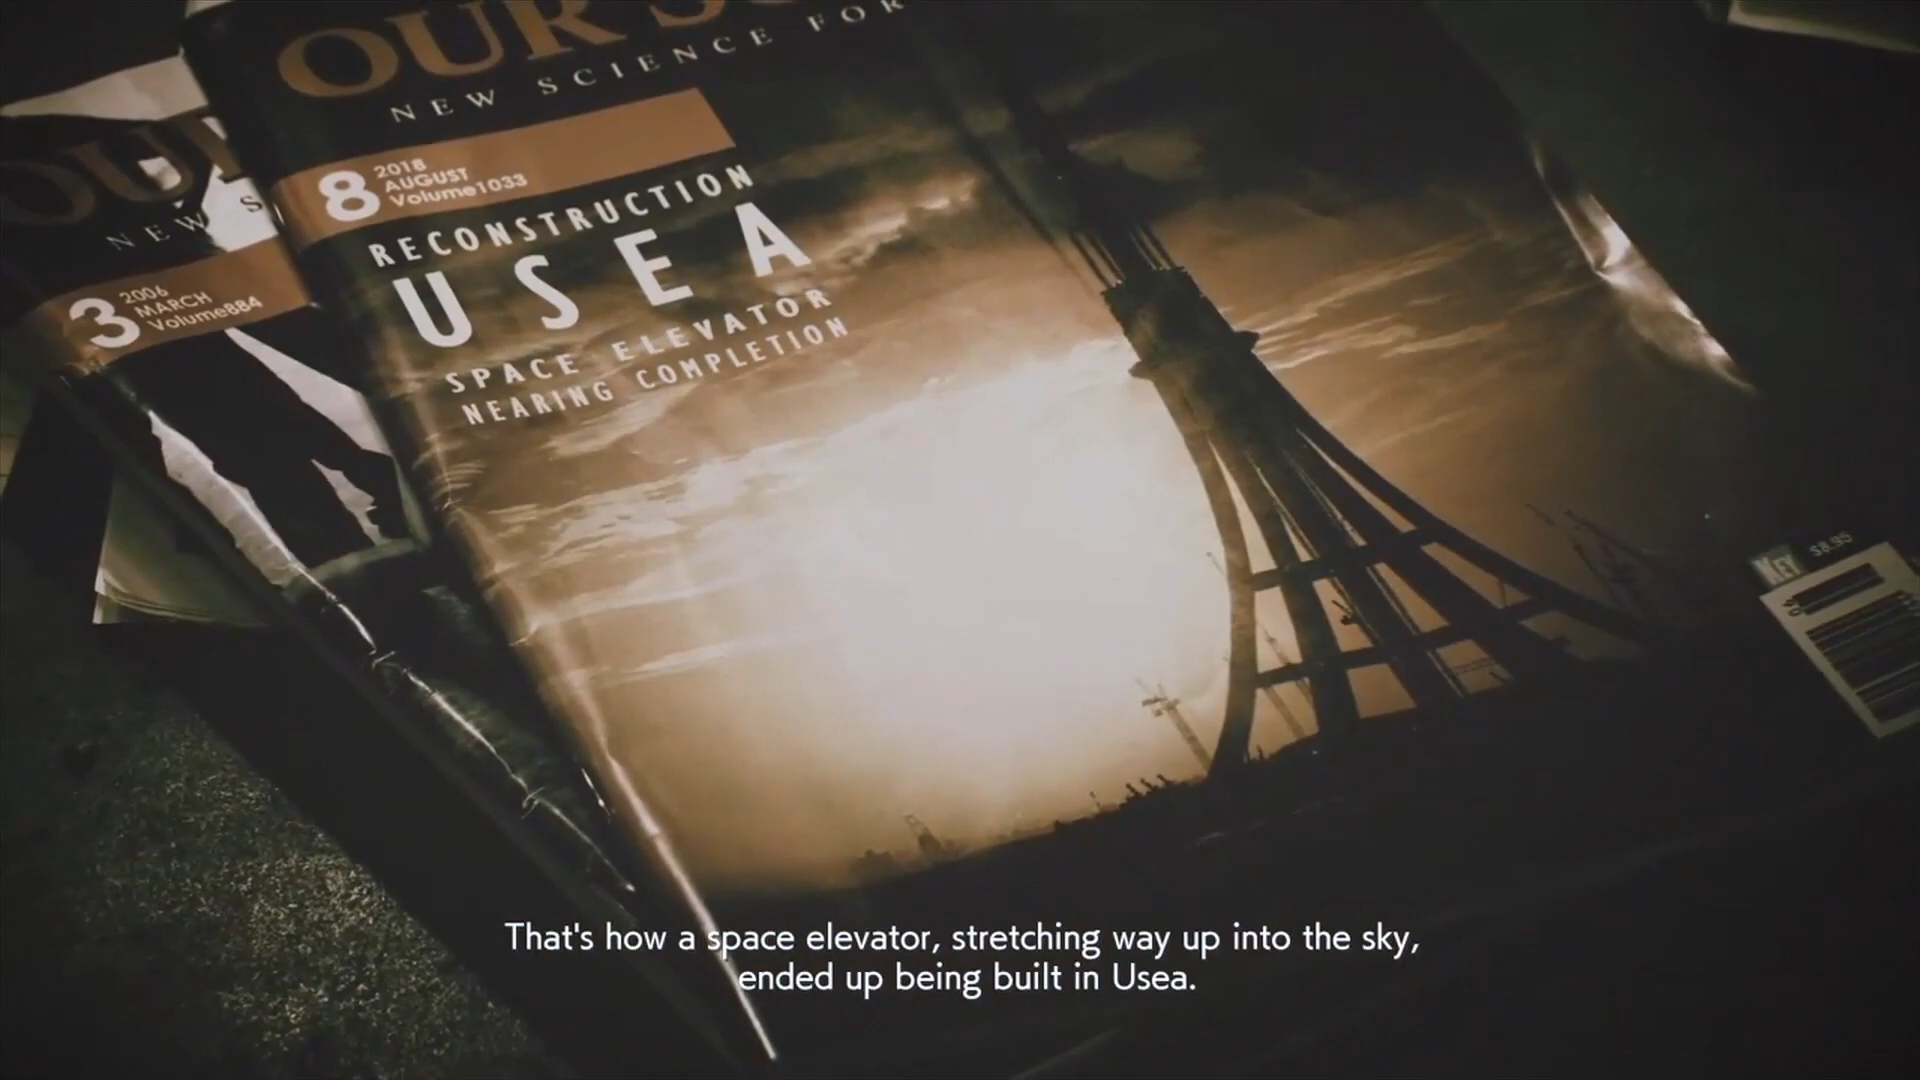 OUR
NEW SCIENCE FOR
8
2018
AUGUST
Volume1033
RECONSTRUCTION
USEA
SPACE ELEVATOR
NEARING COMPLETION
OUR
NEW S
3
2006
MARCH
Volume884
KEY $8.95
That's how a space elevator, stretching way up into the sky,
ended up being built in Usea.